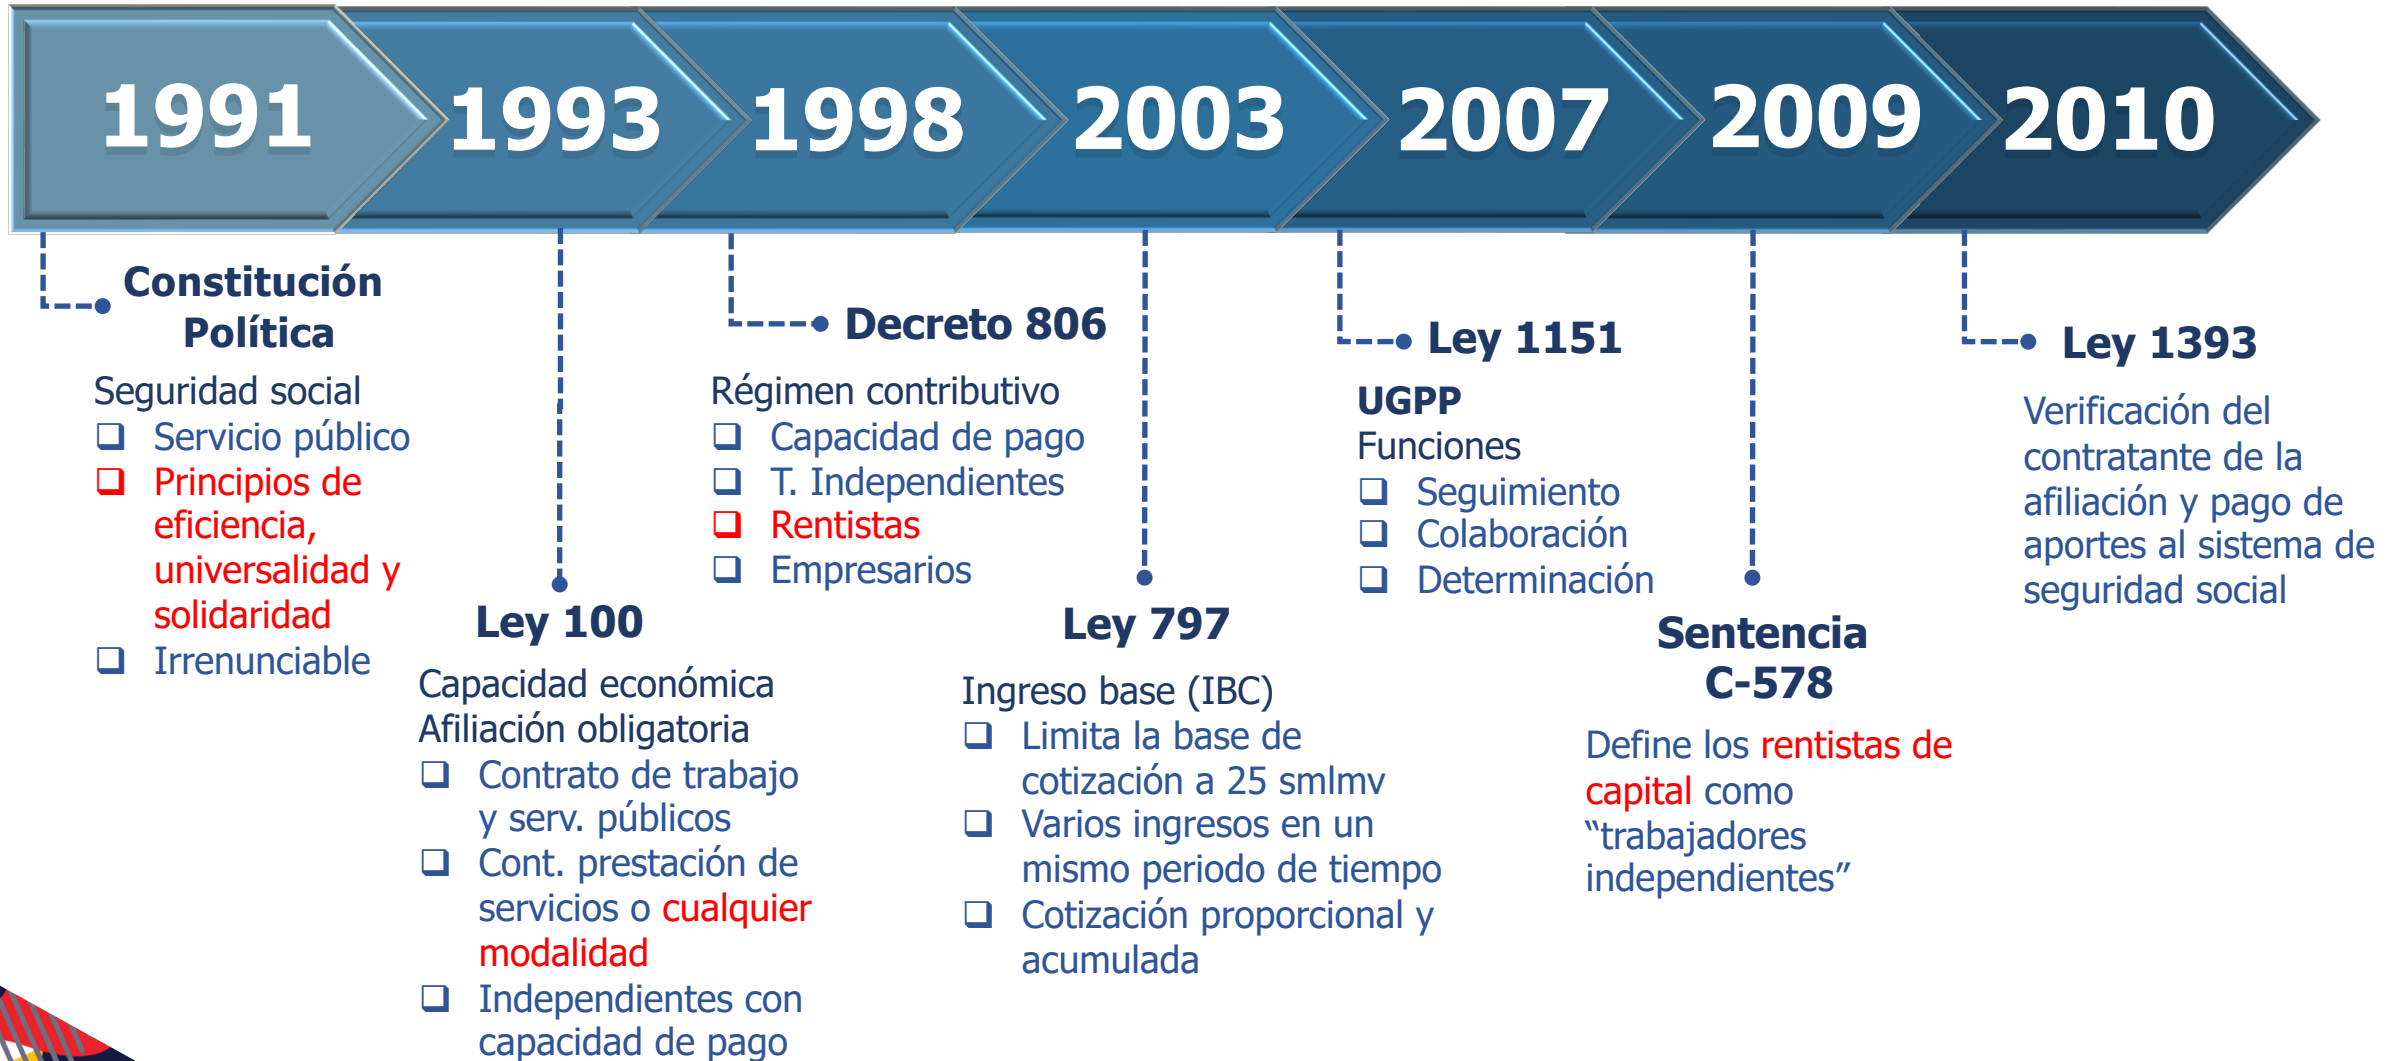 1991
1993
1998
2003
2007
2009
2010
Constitución
Política
Seguridad social
❑ Servicio público
❑ Principios de
eficiencia,
universalidad y
solidaridad
❑ Irrenunciable
Ley 100
Capacidad económica
Afiliación obligatoria
❑ Contrato de trabajo
y serv. públicos
❑ Cont. prestación de
servicios o cualquier
modalidad
❑ Independientes con
capacidad de pago
Decreto 806
Régimen contributivo
❑ Capacidad de pago
❑ T. Independientes
❑ Rentistas
❑ Empresarios
Ley 797
Ingreso base (IBC)
❑ Limita la base de
cotización a 25 smlmv
❑ Varios ingresos en un
mismo periodo de tiempo
❑ Cotización proporcional y
acumulada
Ley 1151
UGPP
Funciones
❑ Seguimiento
❑ Colaboración
❑ Determinación
Sentencia
C-578
Define los rentistas de
capital como
“trabajadores
independientes”
Ley 1393
Verificación del
contratante de la
afiliación y pago de
aportes al sistema de
seguridad social